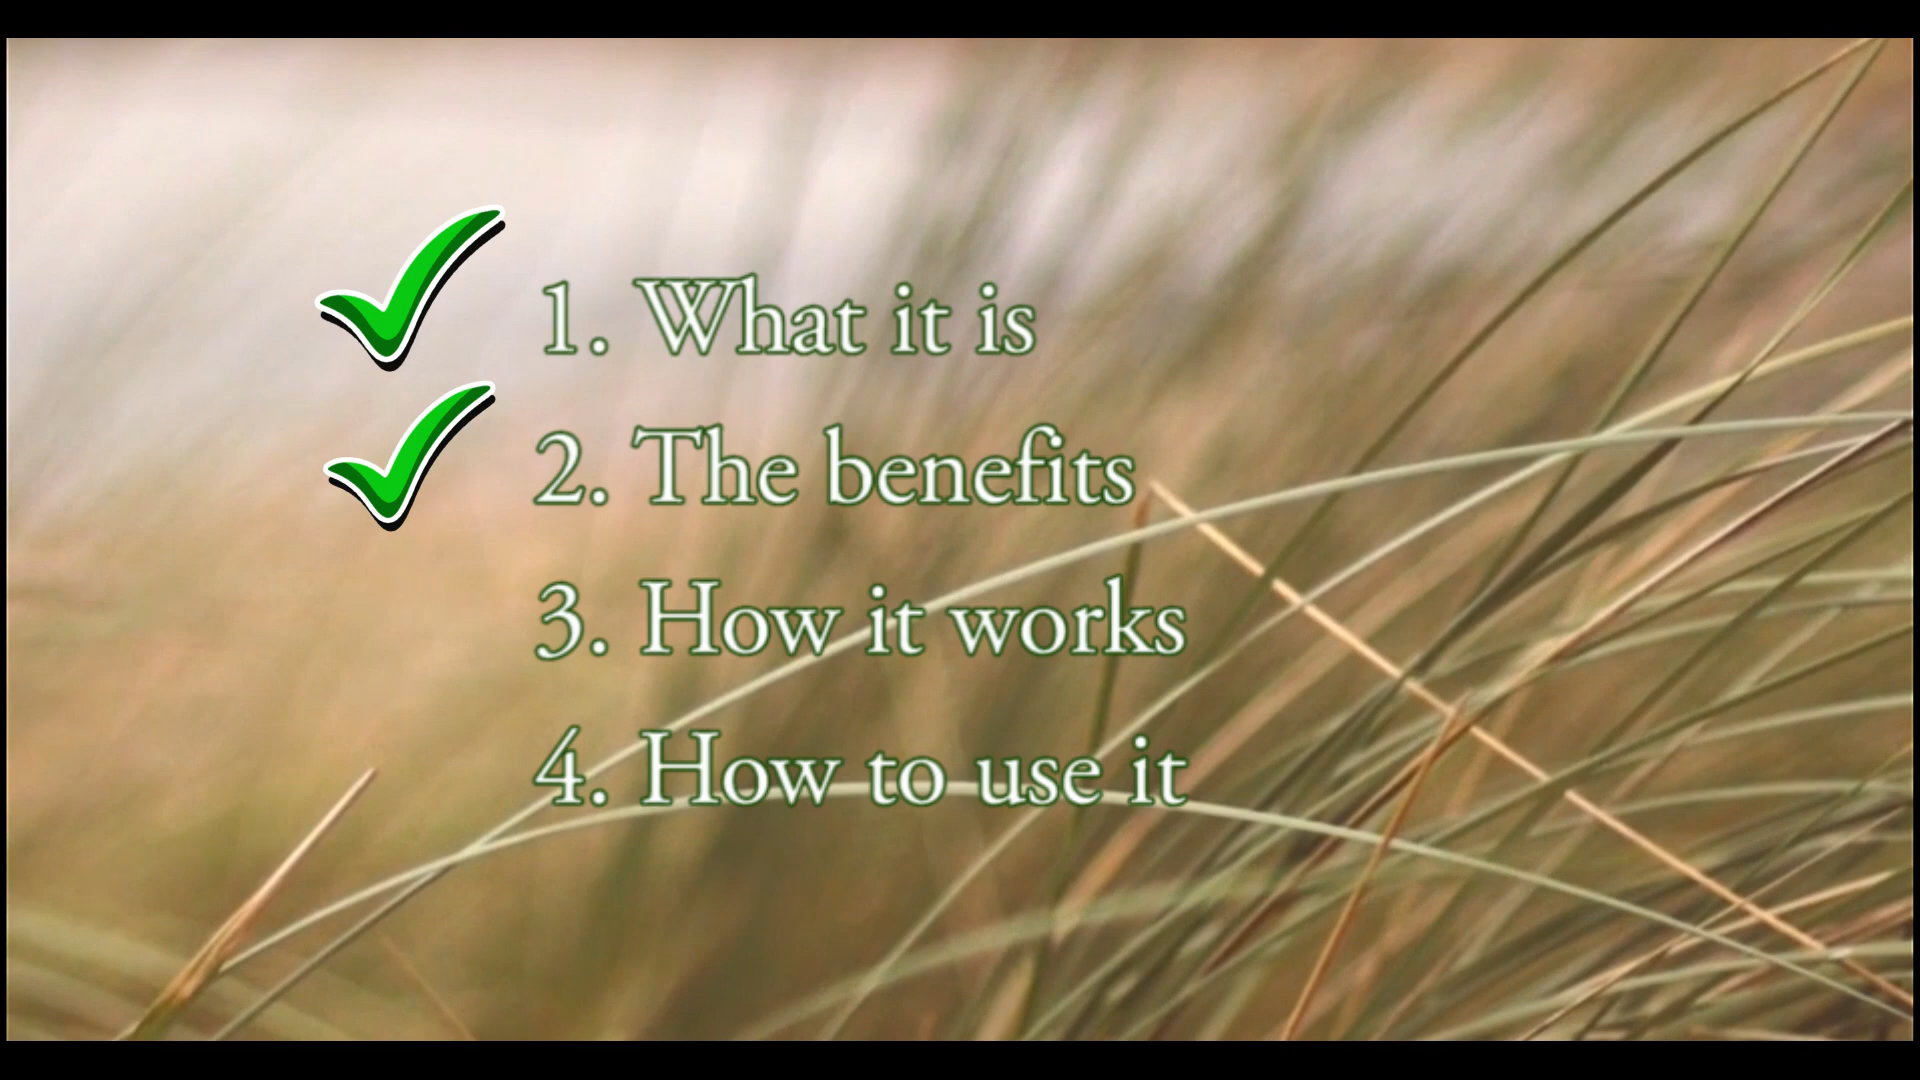 1. What it is
2. The benefits
3. How it works
4. How to use it